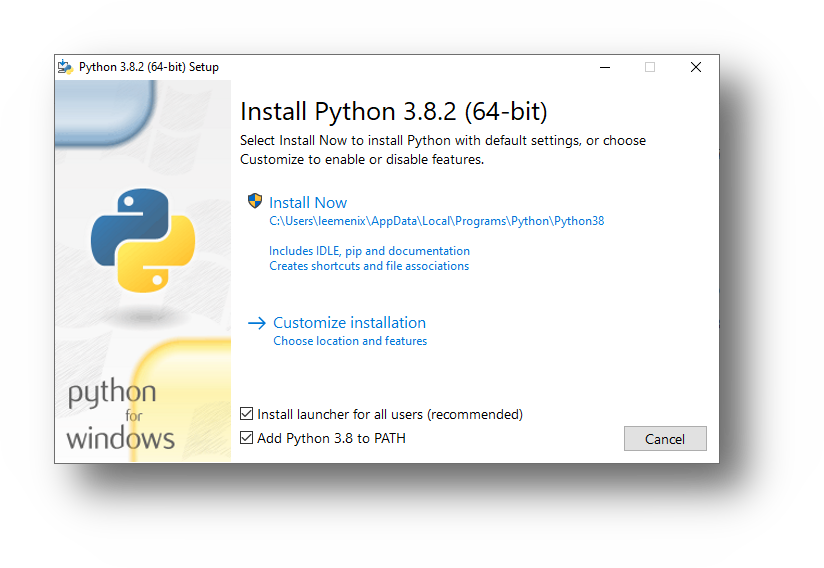 Python 3.8.2 (64-bit) Setup
Install Python 3.8.2 (64-bit)
Select Install Now to install Python with default settings, or choose
Customize to enable or disable features.
Install Now
C:\Users\leemenix\AppData\Local\Programs\Python\Python38
Includes IDLE, pip and documentation
Creates shortcuts and file associations
Customize installation
Choose location and features
python
for
windows
Install launcher for all users (recommended)
Add Python 3.8 to PATH
Cancel